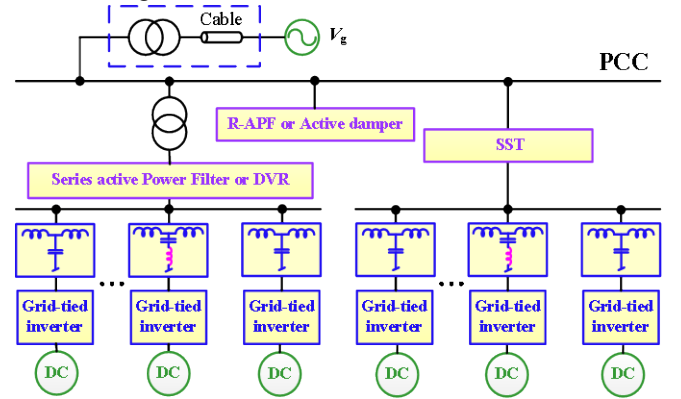 Cable
Vg
PCC
R-APF or Active damper
SST
Series active Power Filter or DVR
... ...
Grid-tied inverter
Grid-tied inverter
Grid-tied inverter
Grid-tied inverter
Grid-tied inverter
Grid-tied inverter
DC
DC
DC
DC
DC
DC